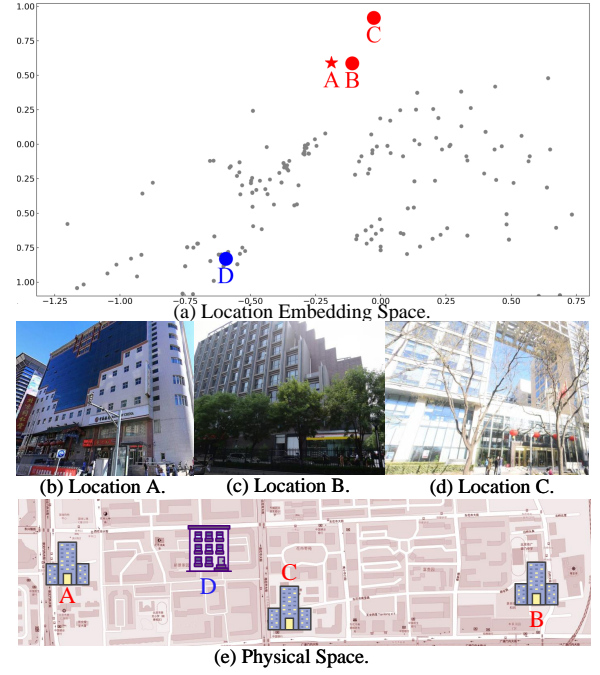 1.00
C
0.75
A B
0.50
0.25
0.00
0.25
0.50
0.75
D
1.00
−1.25 −1.00 −0.75 −0.50 −0.25 0.00 0.25 0.50 0.75
(a) Location Embedding Space.
(b) Location A. (c) Location B. (d) Location C.
D
C
A
B
(e) Physical Space.